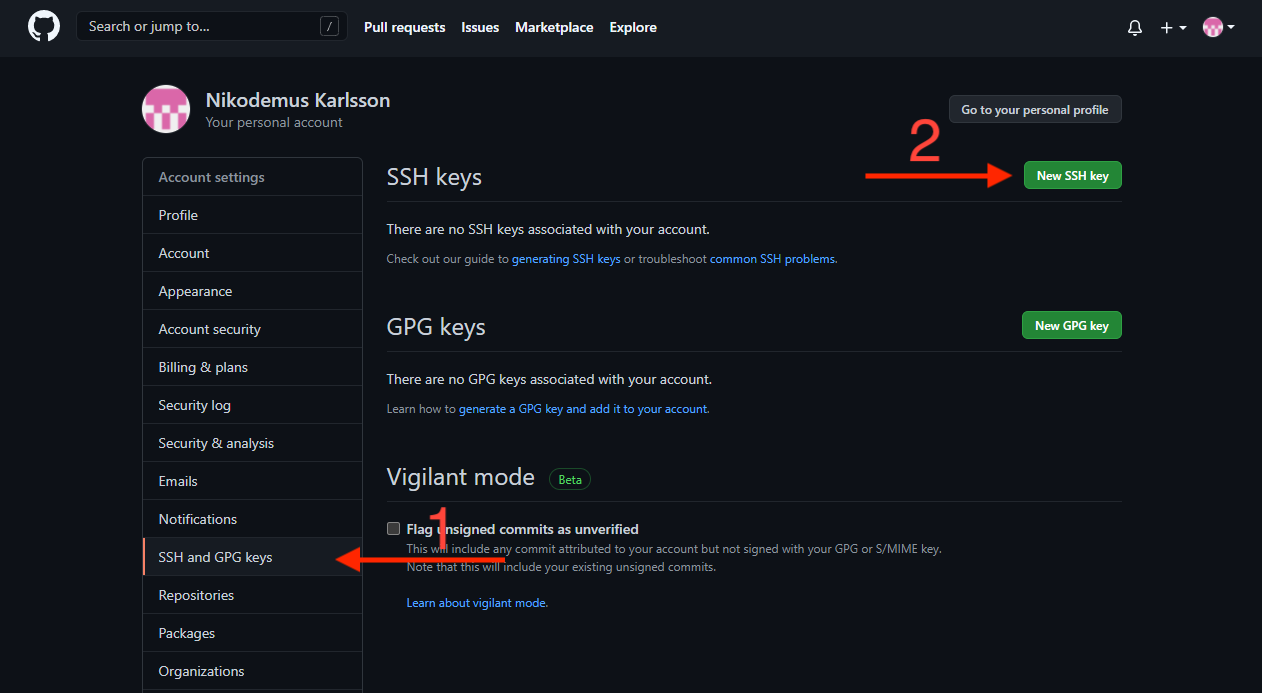 Search or jump to... /
Pull requests Issues Marketplace Explore
Nikodemus Karlsson
Your personal account
Go to your personal profile
Account settings
Profile
Account
Appearance
Account security
Billing & plans
Security log
Security & analysis
Emails
Notifications
SSH and GPG keys
Repositories
Packages
Organizations
2
SSH keys
New SSH key
There are no SSH keys associated with your account.
Check out our guide to generating SSH keys or troubleshoot common SSH problems.
GPG keys
New GPG key
There are no GPG keys associated with your account.
Learn how to generate a GPG key and add it to your account.
Vigilant mode Beta
1
Flag unsigned commits as unverified
This will include any commit attributed to your account but not signed with your GPG or S/MIME key.
Note that this will include your existing unsigned commits.
Learn about vigilant mode.